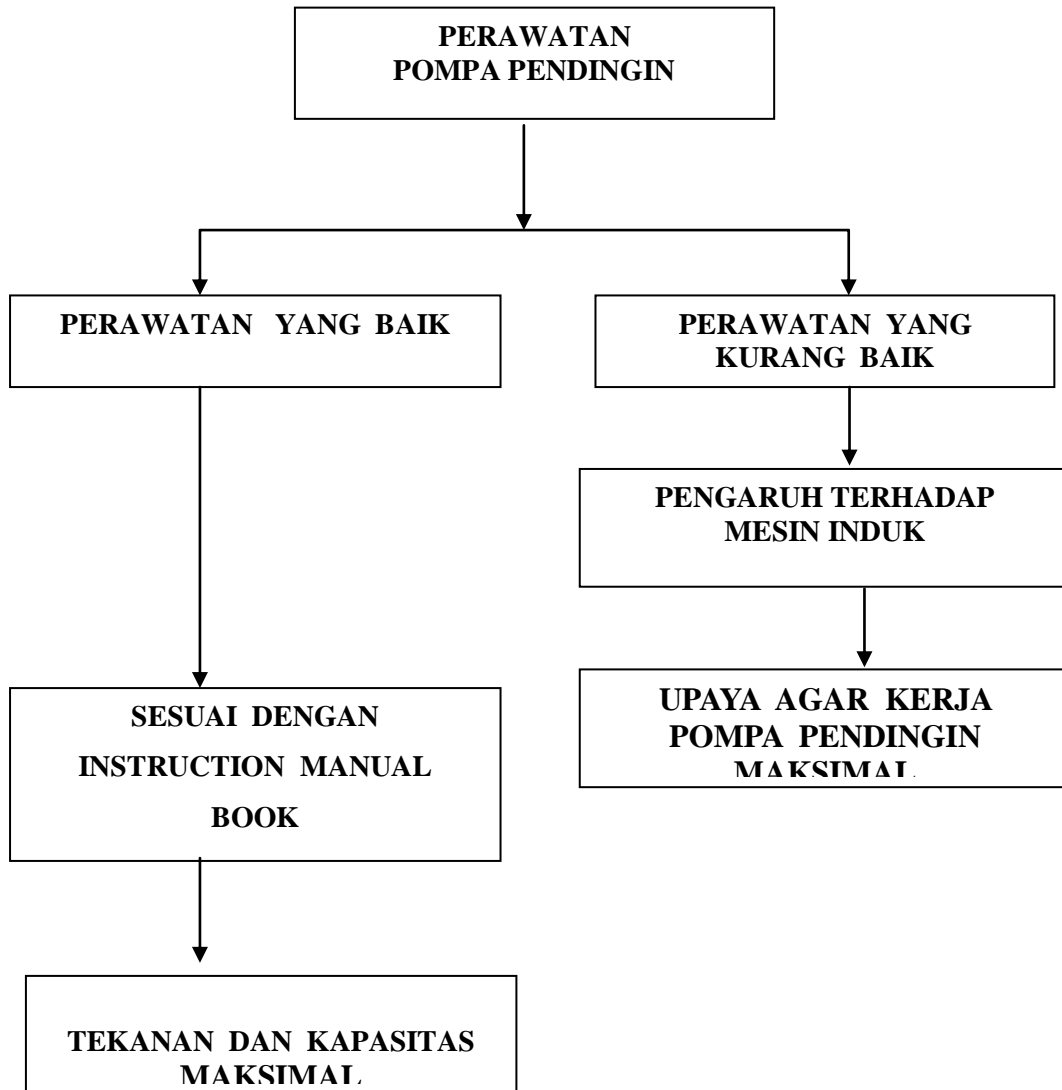 PERAWATAN
POMPA PENDINGIN
PERAWATAN YANG BAIK
PERAWATAN YANG
KURANG BAIK
PENGARUH TERHADAP
MESIN INDUK
SESUAI DENGAN
INSTRUCTION MANUAL
BOOK
UPAYA AGAR KERJA
POMPA PENDINGIN
MAKSIMAL
TEKANAN DAN KAPASITAS
MAKSIMAL